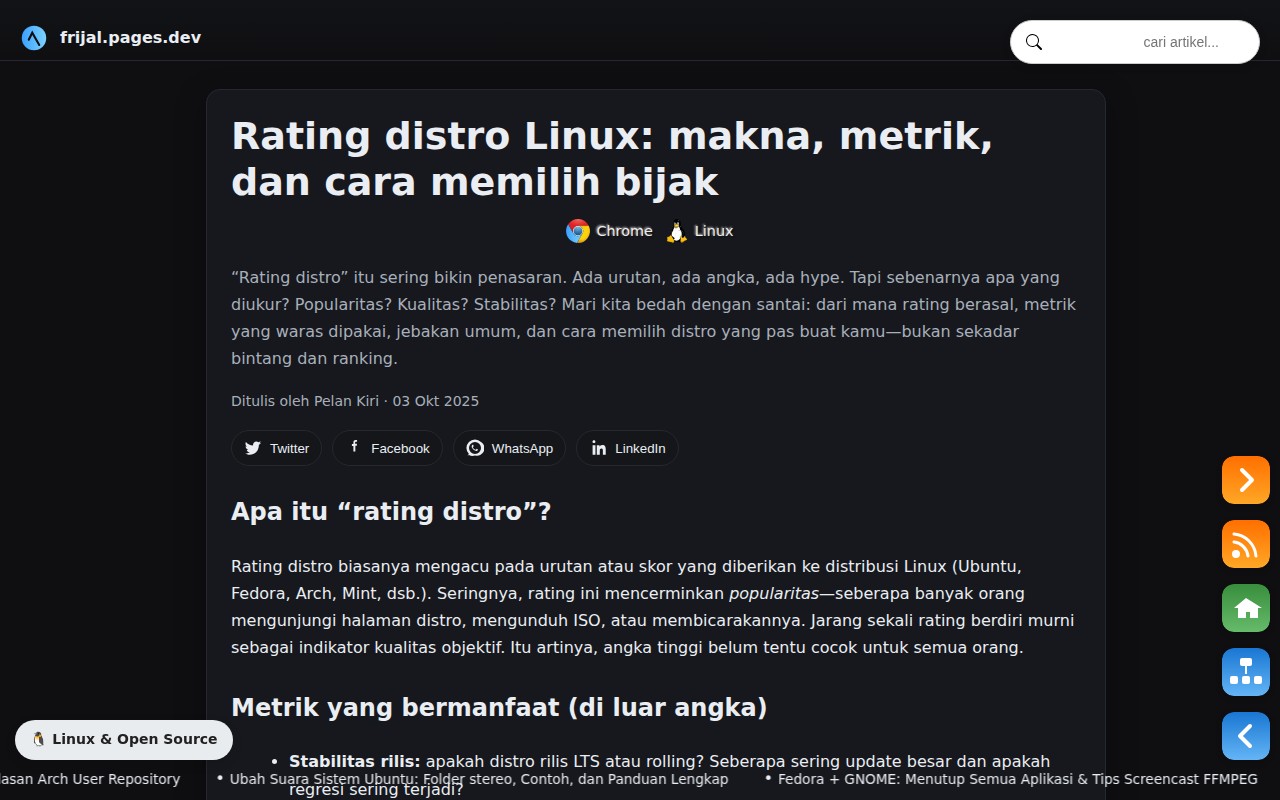 frijal.pages.dev
cari artikel...
Rating distro Linux: makna, metrik,
dan cara memilih bijak
Chrome Linux
“Rating distro” itu sering bikin penasaran. Ada urutan, ada angka, ada hype. Tapi sebenarnya apa yang
diukur? Popularitas? Kualitas? Stabilitas? Mari kita bedah dengan santai: dari mana rating berasal, metrik
yang waras dipakai, jebakan umum, dan cara memilih distro yang pas buat kamu—bukan sekadar
bintang dan ranking.
Ditulis oleh Pelan Kiri · 03 Okt 2025
Twitter Facebook WhatsApp LinkedIn
Apa itu “rating distro”?
Rating distro biasanya mengacu pada urutan atau skor yang diberikan ke distribusi Linux (Ubuntu,
Fedora, Arch, Mint, dsb.). Seringnya, rating ini mencerminkan popularitas—seberapa banyak orang
mengunjungi halaman distro, mengunduh ISO, atau membicarakannya. Jarang sekali rating berdiri murni
sebagai indikator kualitas objektif. Itu artinya, angka tinggi belum tentu cocok untuk semua orang.
Metrik yang bermanfaat (di luar angka)
• Stabilitas rilis: apakah distro rilis LTS atau rolling? Seberapa sering update besar dan apakah
regresi sering terjadi?
🐧 Linux & Open Source
lasan Arch User Repository • Ubah Suara Sistem Ubuntu: Folder stereo, Contoh, dan Panduan Lengkap • Fedora + GNOME: Menutup Semua Aplikasi & Tips Screencast FFMPEG